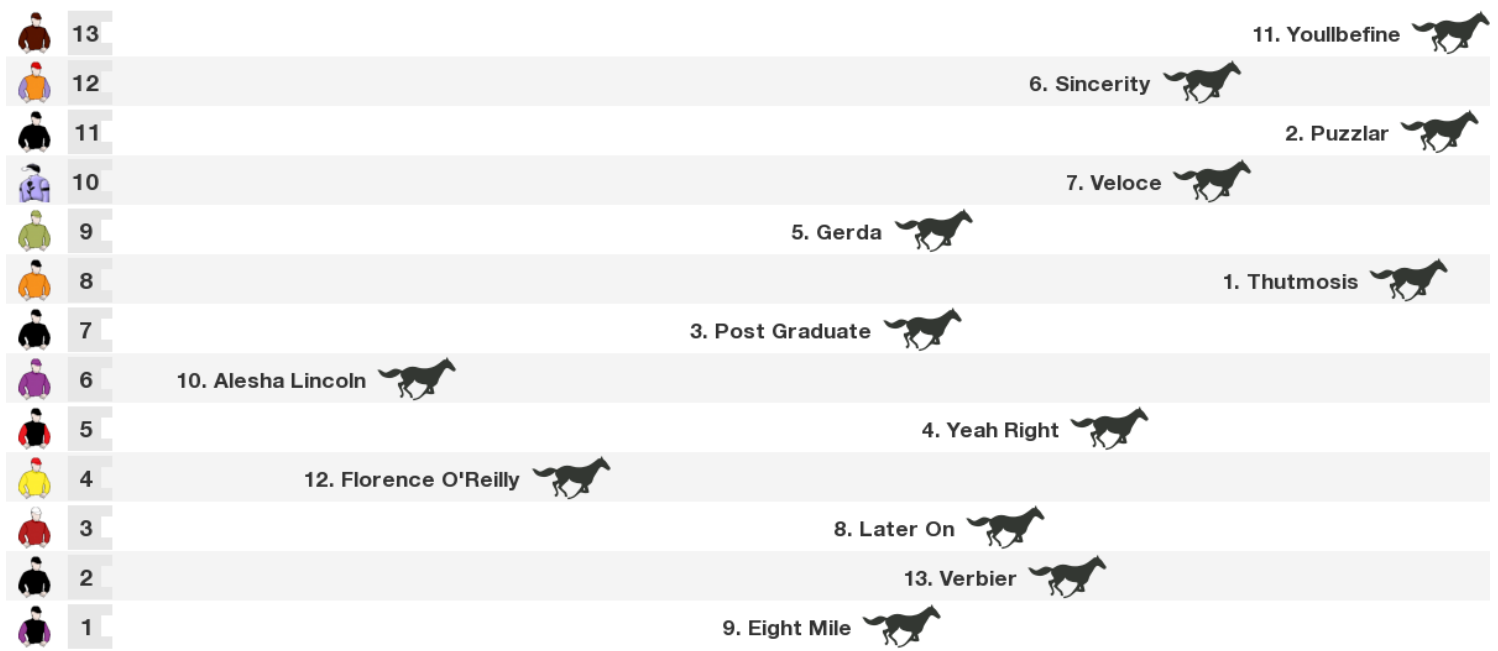 13 11. Youllbefine
12 6. Sincerity
11 2. Puzzlar
10 7. Veloce
9 5. Gerda
8 1. Thutmosis
7 3. Post Graduate
6 10. Alesha Lincoln
5 4. Yeah Right
4 12. Florence O'Reilly
3 8. Later On
2 13. Verbier
1 9. Eight Mile